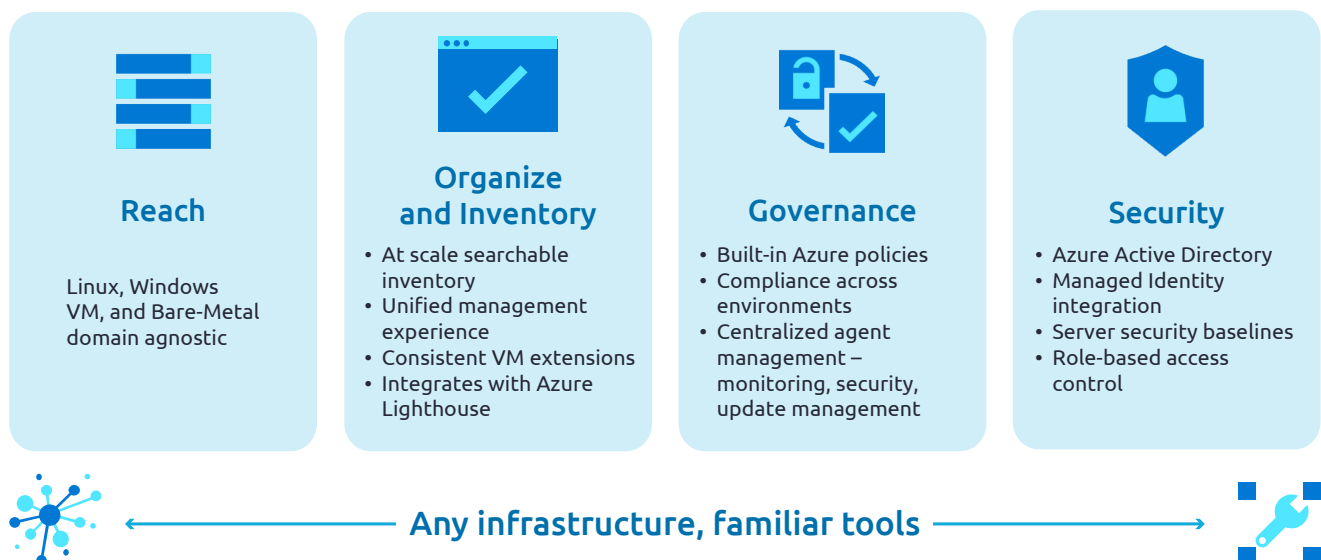 Reach
Linux, Windows
VM, and Bare-Metal
domain agnostic
Organize
and Inventory
• At scale searchable
inventory
• Unified management
experience
• Consistent VM extensions
• Integrates with Azure
Lighthouse
Governance
• Built-in Azure policies
• Compliance across
environments
• Centralized agent
management –
monitoring, security,
update management
Security
• Azure Active Directory
• Managed Identity
integration
• Server security baselines
• Role-based access
control
Any infrastructure, familiar tools